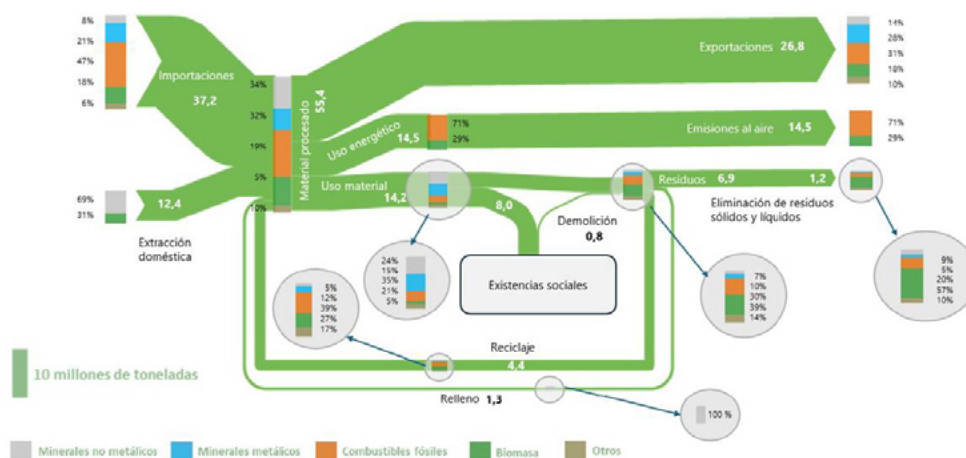 8%
21%
47%
18%
6%
Importaciones
37,2
69%
31%
12,4
Extracción
doméstica
34%
32%
19%
5%
10%
Material procesado
55,4
Exportaciones 26,8
14%
28%
31%
18%
10%
Uso energético
14,5
71%
29%
Emisiones al aire 14,5
71%
29%
Uso material
14,2
8,0
Residuos 6,9 1,2
Demolición
0,8
Eliminación de residuos
sólidos y líquidos
Existencias sociales
24%
15%
35%
21%
5%
5%
12%
39%
27%
17%
7%
10%
30%
39%
14%
9%
5%
20%
57%
10%
Reciclaje
4,4
Relleno 1,3
100 %
10 millones de toneladas
Minerales no metálicos Minerales metálicos Combustibles fósiles Biomasa Otros